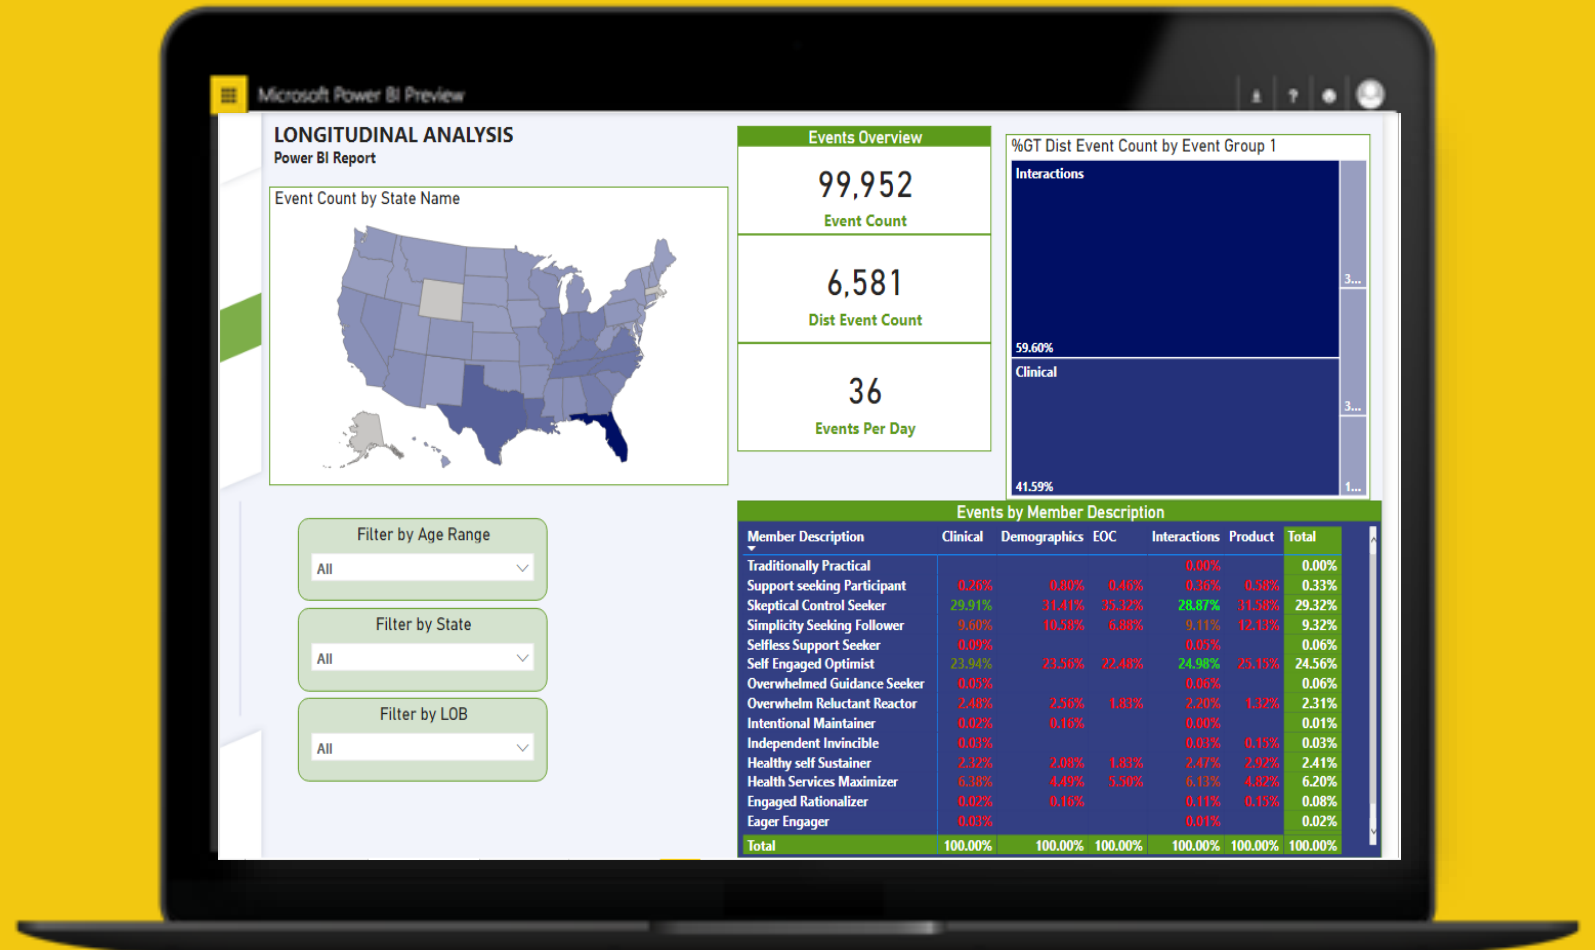 Microsoft Power BI Preview
?
LONGITUDINAL ANALYSIS
Power BI Report
Event Count by State Name
Events Overview
99,952
Event Count
6,581
Dist Event Count
36
Events Per Day
%GT Dist Event Count by Event Group 1
Interactions
59.60%
Clinical
41.59%
3...
3...
1...
Filter by Age Range
All
Filter by State
All
Filter by LOB
All
Events by Member Description
Member Description Clinical Demographics EOC Interactions Product Total
Traditionally Practical 0.00% 0.00%
Support seeking Participant 0.26% 0.80% 0.46% 0.36% 0.58% 0.33%
Skeptical Control Seeker 29.91% 31.41% 35.32% 28.87% 31.58% 29.32%
Simplicity Seeking Follower 9.60% 10.58% 6.88% 9.11% 12.13% 9.32%
Selfless Support Seeker 0.09% 0.05% 0.06%
Self Engaged Optimist 23.94% 23.56% 22.48% 24.98% 25.15% 24.56%
Overwhelmed Guidance Seeker 0.05% 0.06% 0.06%
Overwhelm Reluctant Reactor 2.48% 2.56% 1.83% 2.20% 1.32% 2.31%
Intentional Maintainer 0.02% 0.16% 0.00% 0.01%
Independent Invincible 0.03% 0.03% 0.15% 0.03%
Healthy self Sustainer 2.32% 2.08% 1.83% 2.47% 2.92% 2.41%
Health Services Maximizer 6.38% 4.49% 5.50% 6.13% 4.82% 6.20%
Engaged Rationalizer 0.02% 0.16% 0.11% 0.15% 0.08%
Eager Engager 0.03% 0.01% 0.02%
Total 100.00% 100.00% 100.00% 100.00% 100.00% 100.00%